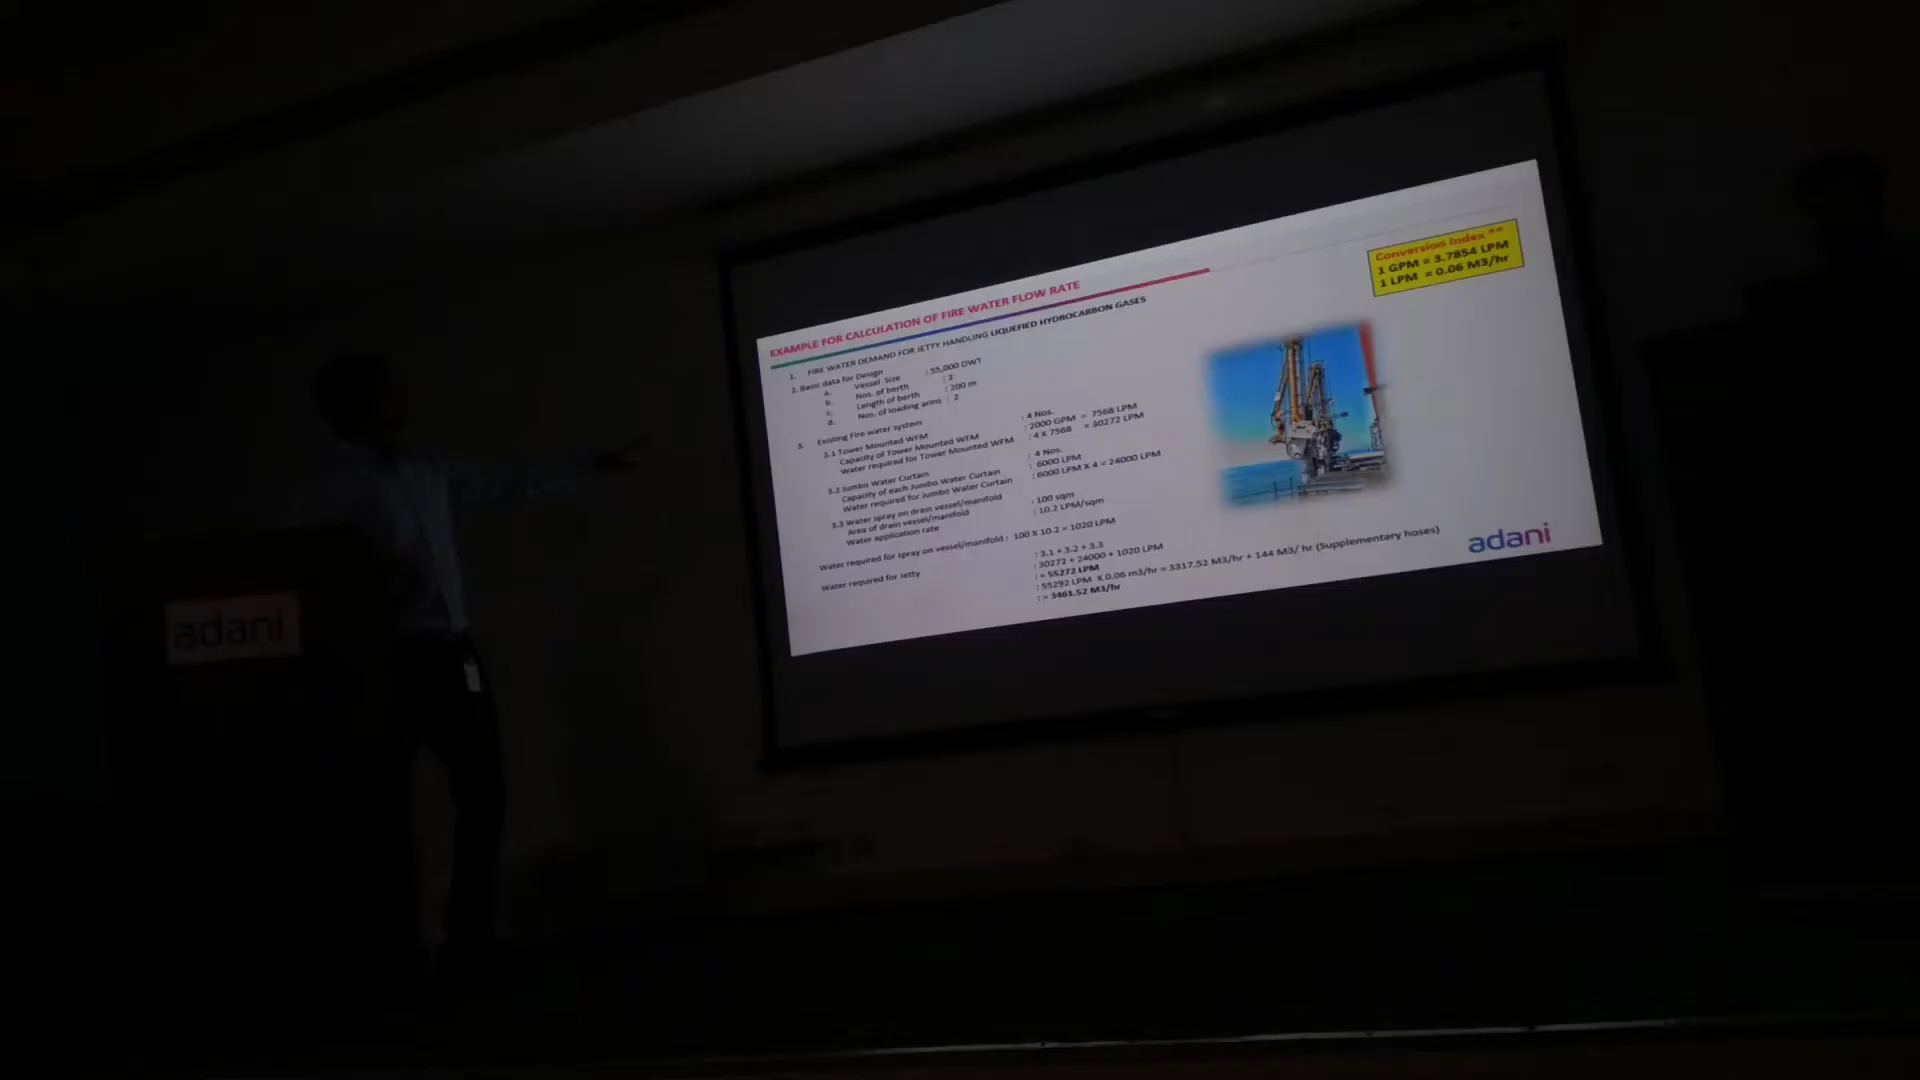 Conversion Index **
1 GPM = 3.7854 LPM
1 LPM = 0.06 M3/hr
EXAMPLE FOR CALCULATION OF FIRE WATER FLOW RATE
1. FIRE WATER DEMAND FOR JETTY HANDLING LIQUEFIED HYDROCARBON GASES
2. Basic data for Design
a. Vessel Size : 55,000 DWT
b. Nos. of berth : 2
c. Length of berth : 200 m
d. Nos. of loading arms : 2
3. Existing Fire water system
3.1 Tower Mounted WFM : 4 Nos.
Capacity of Tower Mounted WFM : 2000 GPM = 7568 LPM
Water required for Tower Mounted WFM : 4 X 7568 = 30272 LPM
3.2 Jumbo Water Curtain : 4 Nos.
Capacity of each Jumbo Water Curtain : 6000 LPM
Water required for Jumbo Water Curtain : 6000 LPM X 4 = 24000 LPM
3.3 Water spray on drain vessel/manifold
Area of drain vessel/manifold : 100 sqm
Water application rate : 10.2 LPM/sqm
Water required for spray on vessel/manifold : 100 X 10.2 = 1020 LPM
Water required for Jetty : 3.1 + 3.2 + 3.3
: 30272 + 24000 + 1020 LPM
: = 55272 LPM
: 55292 LPM X 0.06 m3/hr = 3317.52 M3/hr + 144 M3/ hr (Supplementary hoses)
: = 3461.52 M3/hr
adani
adani